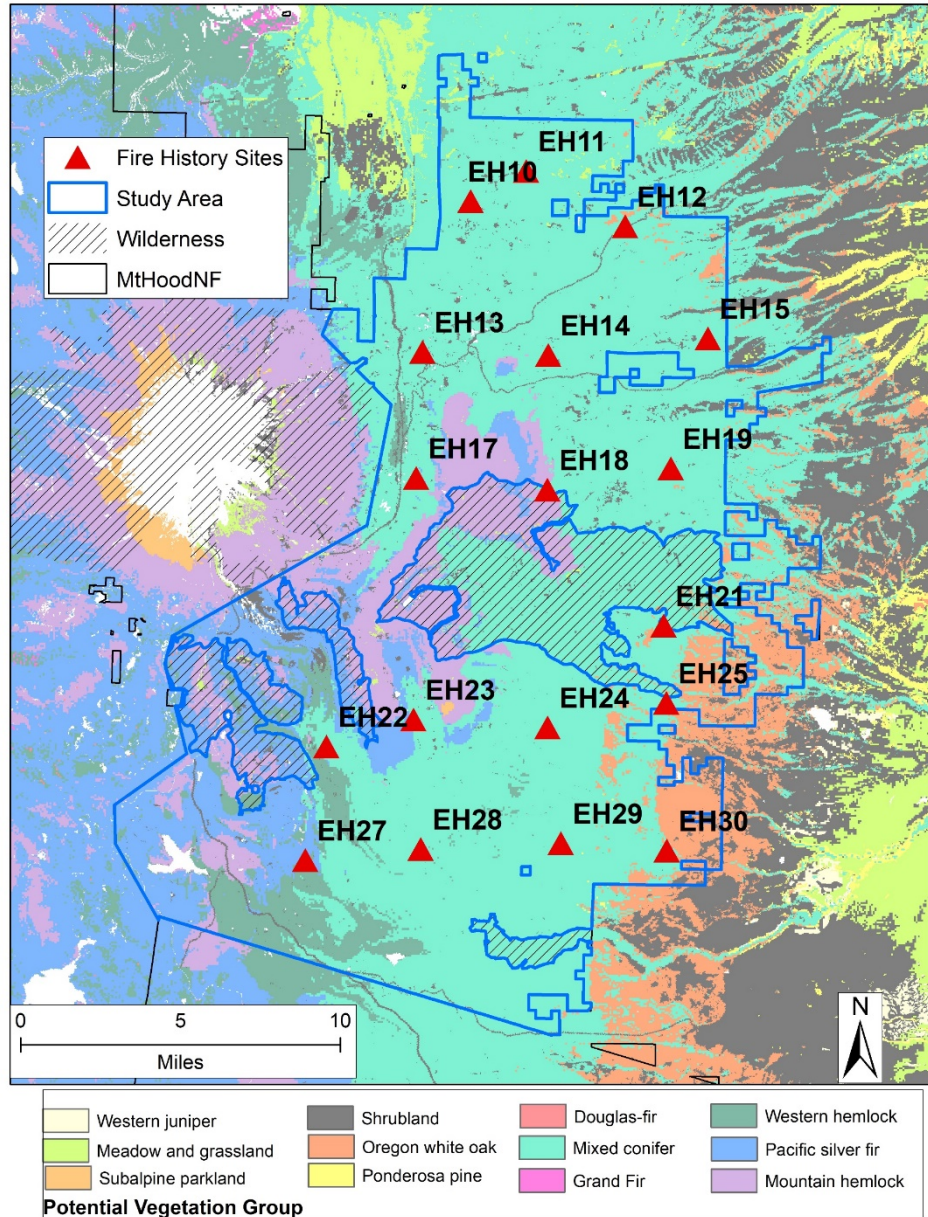 EH11
EH10
EH12
Fire History Sites
Study Area
Wilderness
MtHoodNF
EH13
EH14
EH15
EH17
EH18
EH19
EH21
EH25
EH23
EH24
EH22
EH27
EH28
EH29
EH30
0 5 10
Miles
N
Western juniper
Meadow and grassland
Subalpine parkland
Shrubland
Oregon white oak
Ponderosa pine
Douglas-fir
Mixed conifer
Grand Fir
Western hemlock
Pacific silver fir
Mountain hemlock
Potential Vegetation Group